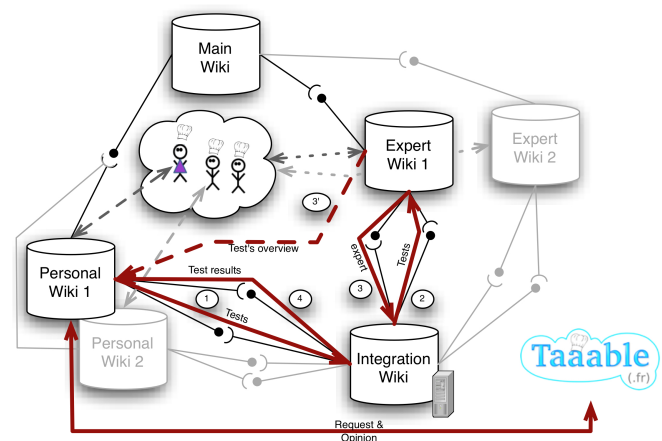 Main
Wiki
Expert
Wiki 1
Expert
Wiki 2
3'
Test's overview
expert
Tests
Personal
Wiki 1
Test results
1
4
3
2
Tests
Personal
Wiki 2
Integration
Wiki
Taaable
(.fr)
Request &
Opinion